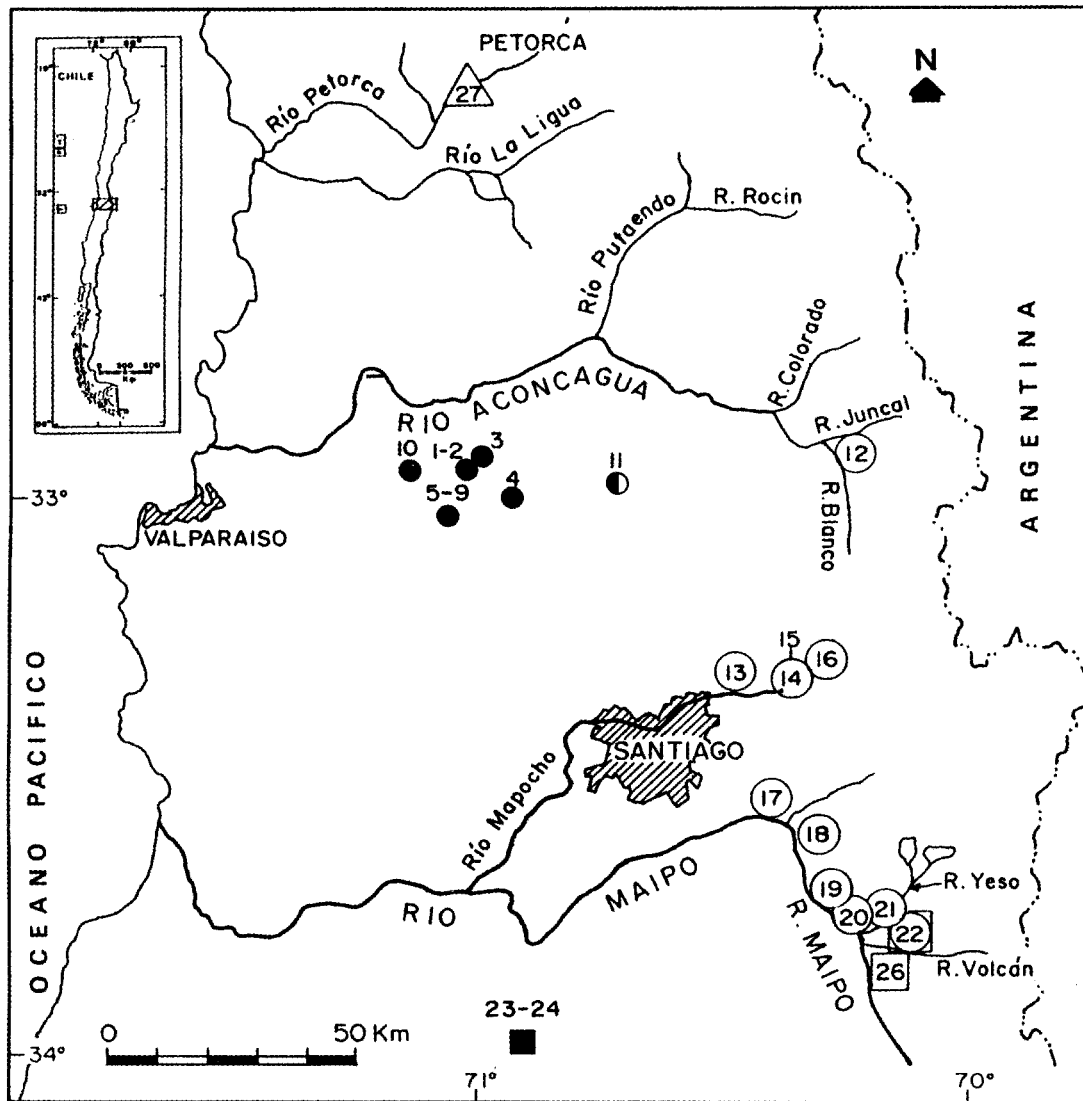 CHILE
PETORCA
27
Río Petorca
Río La Ligua
N
R. Rocin
Río Putaendo
R. Colorado
R. Juncal
12
R. Blanco
RIO ACONCAGUA
10
1-2
3
5-9
4
11
33°
VALPARAISO
ARGENTINA
OCEANO PACIFICO
15
13
14
16
SANTIAGO
Río Mapocho
17
18
RIO MAIPO
19
20
21
22
R. Yeso
26
R. Volcán
R. MAIPO
23-24
0 50 Km
34°
71°
70°